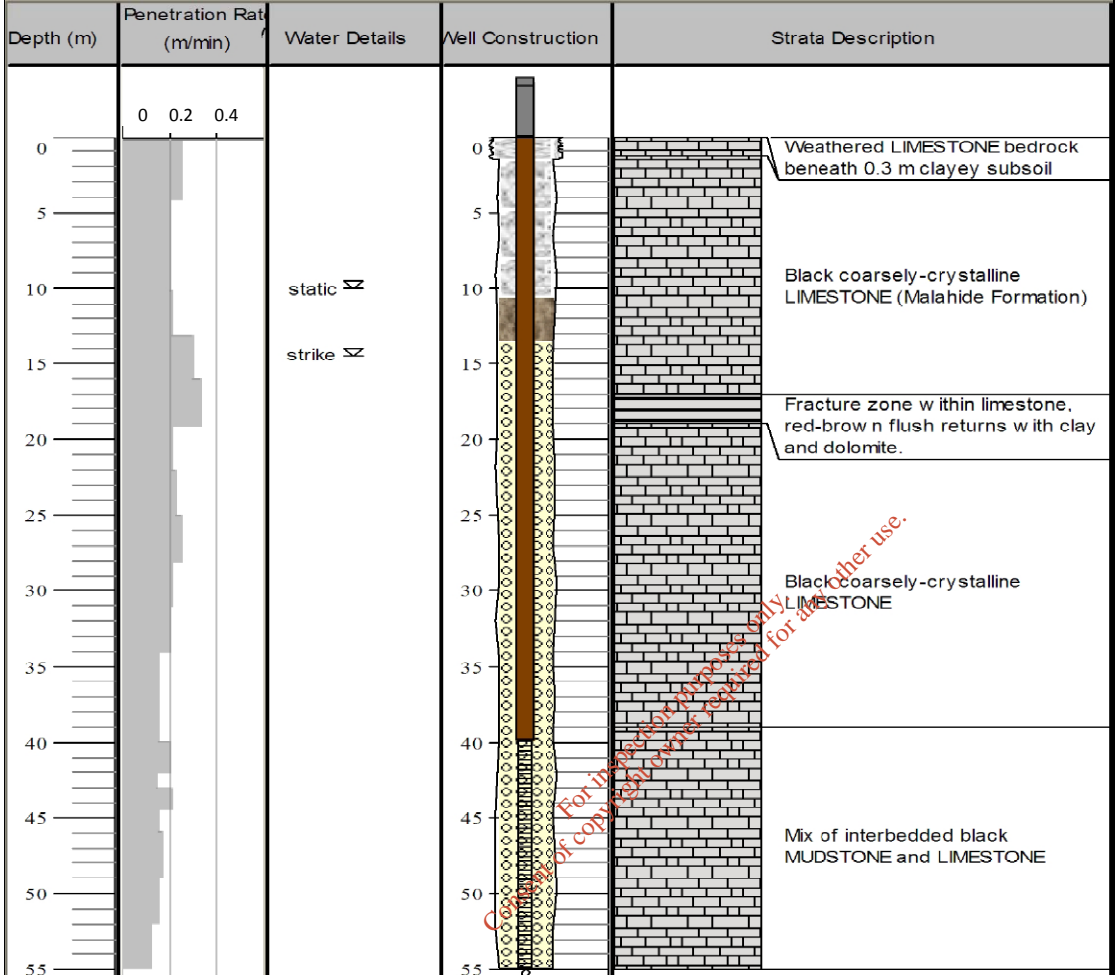 Depth (m)
Penetration Rate
(m/min)
Water Details
Well Construction
Strata Description
0 0.2 0.4
0
5
10
15
20
25
30
35
40
45
50
55
static
strike
0
5
10
15
20
25
30
35
40
45
50
55
Weathered LIMESTONE bedrock
beneath 0.3 m clayey subsoil
Black coarsely-crystalline
LIMESTONE (Malahide Formation)
Fracture zone within limestone,
red-brown flush returns with clay
and dolomite.
Black coarsely-crystalline
LIMESTONE
Mix of interbedded black
MUDSTONE and LIMESTONE
For inspection purposes only.
Consent of copyright owner required for any other use.